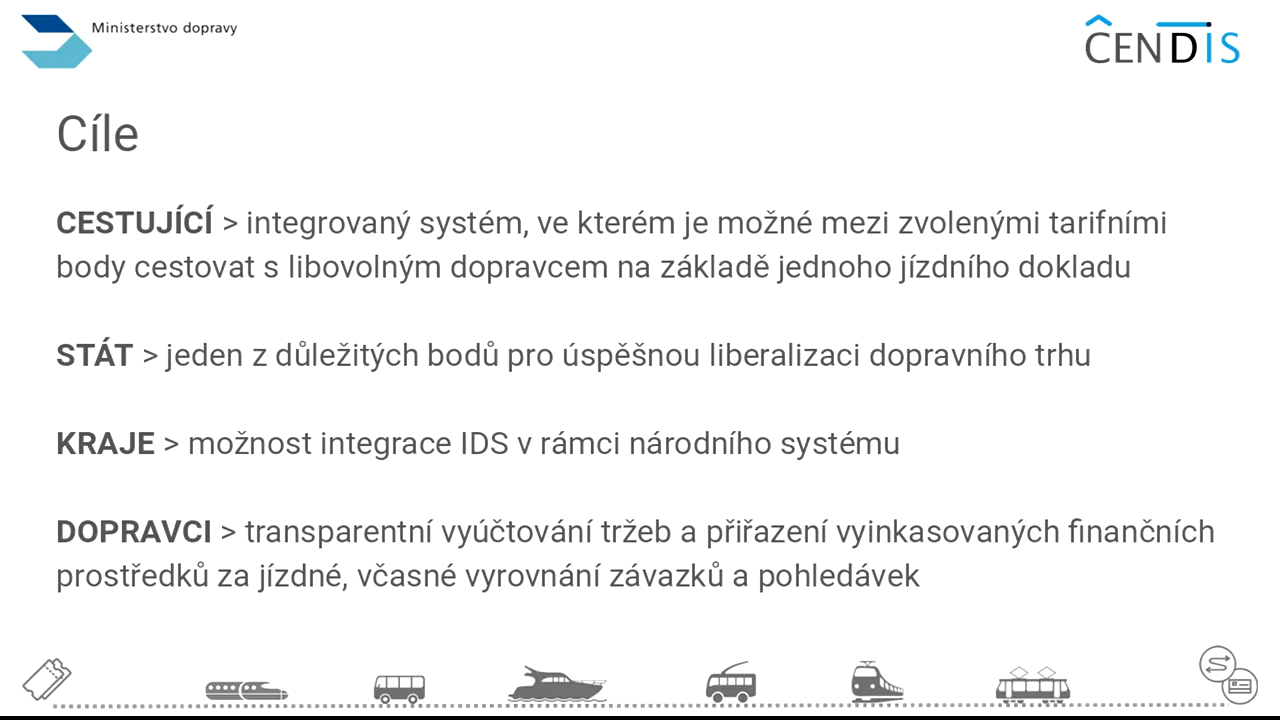 Ministerstvo dopravy
ĈENDIS
Cíle
CESTUJÍCÍ > integrovaný systém, ve kterém je možné mezi zvolenými tarifními
body cestovat s libovolným dopravcem na základě jednoho jízdního dokladu
STÁT > jeden z důležitých bodů pro úspěšnou liberalizaci dopravního trhu
KRAJE > možnost integrace IDS v rámci národního systému
DOPRAVCI > transparentní vyúčtování tržeb a přiřazení vyinkasovaných finančních
prostředků za jízdné, včasné vyrovnání závazků a pohledávek